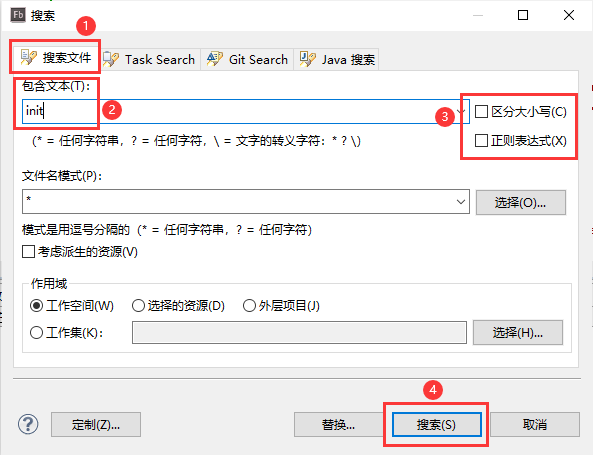 Fb 搜索
1
搜索文件 Task Search Git Search Java 搜索
包含文本(T):
init
2
3
区分大小写(C)
(* = 任何字符串，? = 任何字符，\ = 文字的转义字符：* ? \)
正则表达式(X)
文件名模式(P):
*
选择(O)...
模式是用逗号分隔的（* = 任何字符串，? = 任何字符）
考虑派生的资源(V)
作用域
工作空间(W) 选择的资源(D) 外层项目(J)
工作集(K):
选择(H)...
4
? 定制(Z)... 替换... 搜索(S) 取消